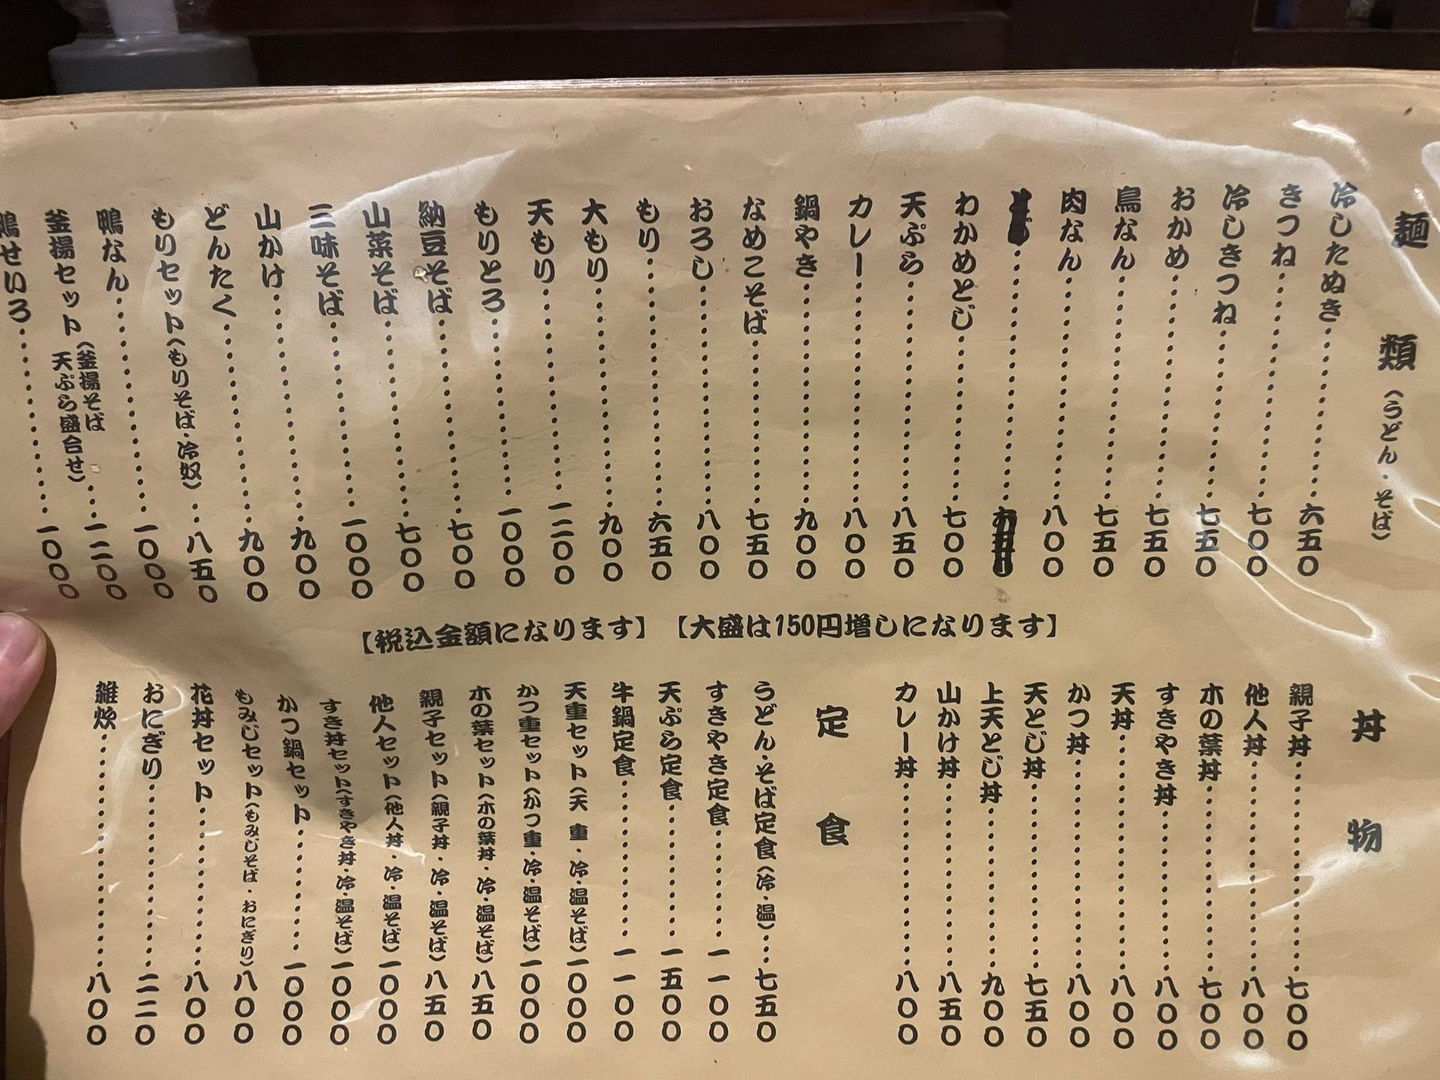 麺類(うどん・そば)
冷したぬき……六五〇
きつね……七〇〇
冷しきつね……七五〇
おかめ……七五〇
鳥なん……七五〇
肉なん……八〇〇
わかめとじ……七〇〇
天ぷら……八五〇
カレー……八〇〇
鍋やき……九〇〇
なめこそば……七五〇
おろし……八〇〇
もり……六五〇
大もり……九〇〇
天もり……一二〇〇
もりとろ……一〇〇〇
納豆そば……七〇〇
山菜そば……七〇〇
三味そば……一〇〇〇
山かけ……九〇〇
どんたく……九〇〇
もりセット(もりそば・冷奴)……八五〇
鴨なん……一〇〇〇
釜揚セット(釜揚そば 天ぷら盛合せ)……一二〇〇
鴨せいろ……一〇〇〇
【税込金額になります】【大盛は150円増しになります】
丼物
親子丼……七〇〇
他人丼……八〇〇
木の葉丼……七〇〇
すきやき丼……八〇〇
天丼……八〇〇
かつ丼……八〇〇
天とじ丼……七五〇
上天とじ丼……九〇〇
山かけ丼……八五〇
カレー丼……八〇〇
定食
うどん・そば定食(冷・温)……七五〇
すきやき定食……一一〇〇
天ぷら定食……一五〇〇
牛鍋定食……一一〇〇
天重セット(天重・冷・温そば)一〇〇〇
かつ重セット(かつ重・冷・温そば)一〇〇〇
木の葉セット(木の葉丼・冷・温そば)八五〇
親子セット(親子丼・冷・温そば)八五〇
他人セット(他人丼・冷・温そば)一〇〇〇
すき丼セット(すきやき丼・冷・温そば)一〇〇〇
かつ鍋セット……一〇〇〇
もみじセット(もみじそば・おにぎり)八〇〇
花丼セット……八〇〇
おにぎり……二二〇
雑炊……八〇〇